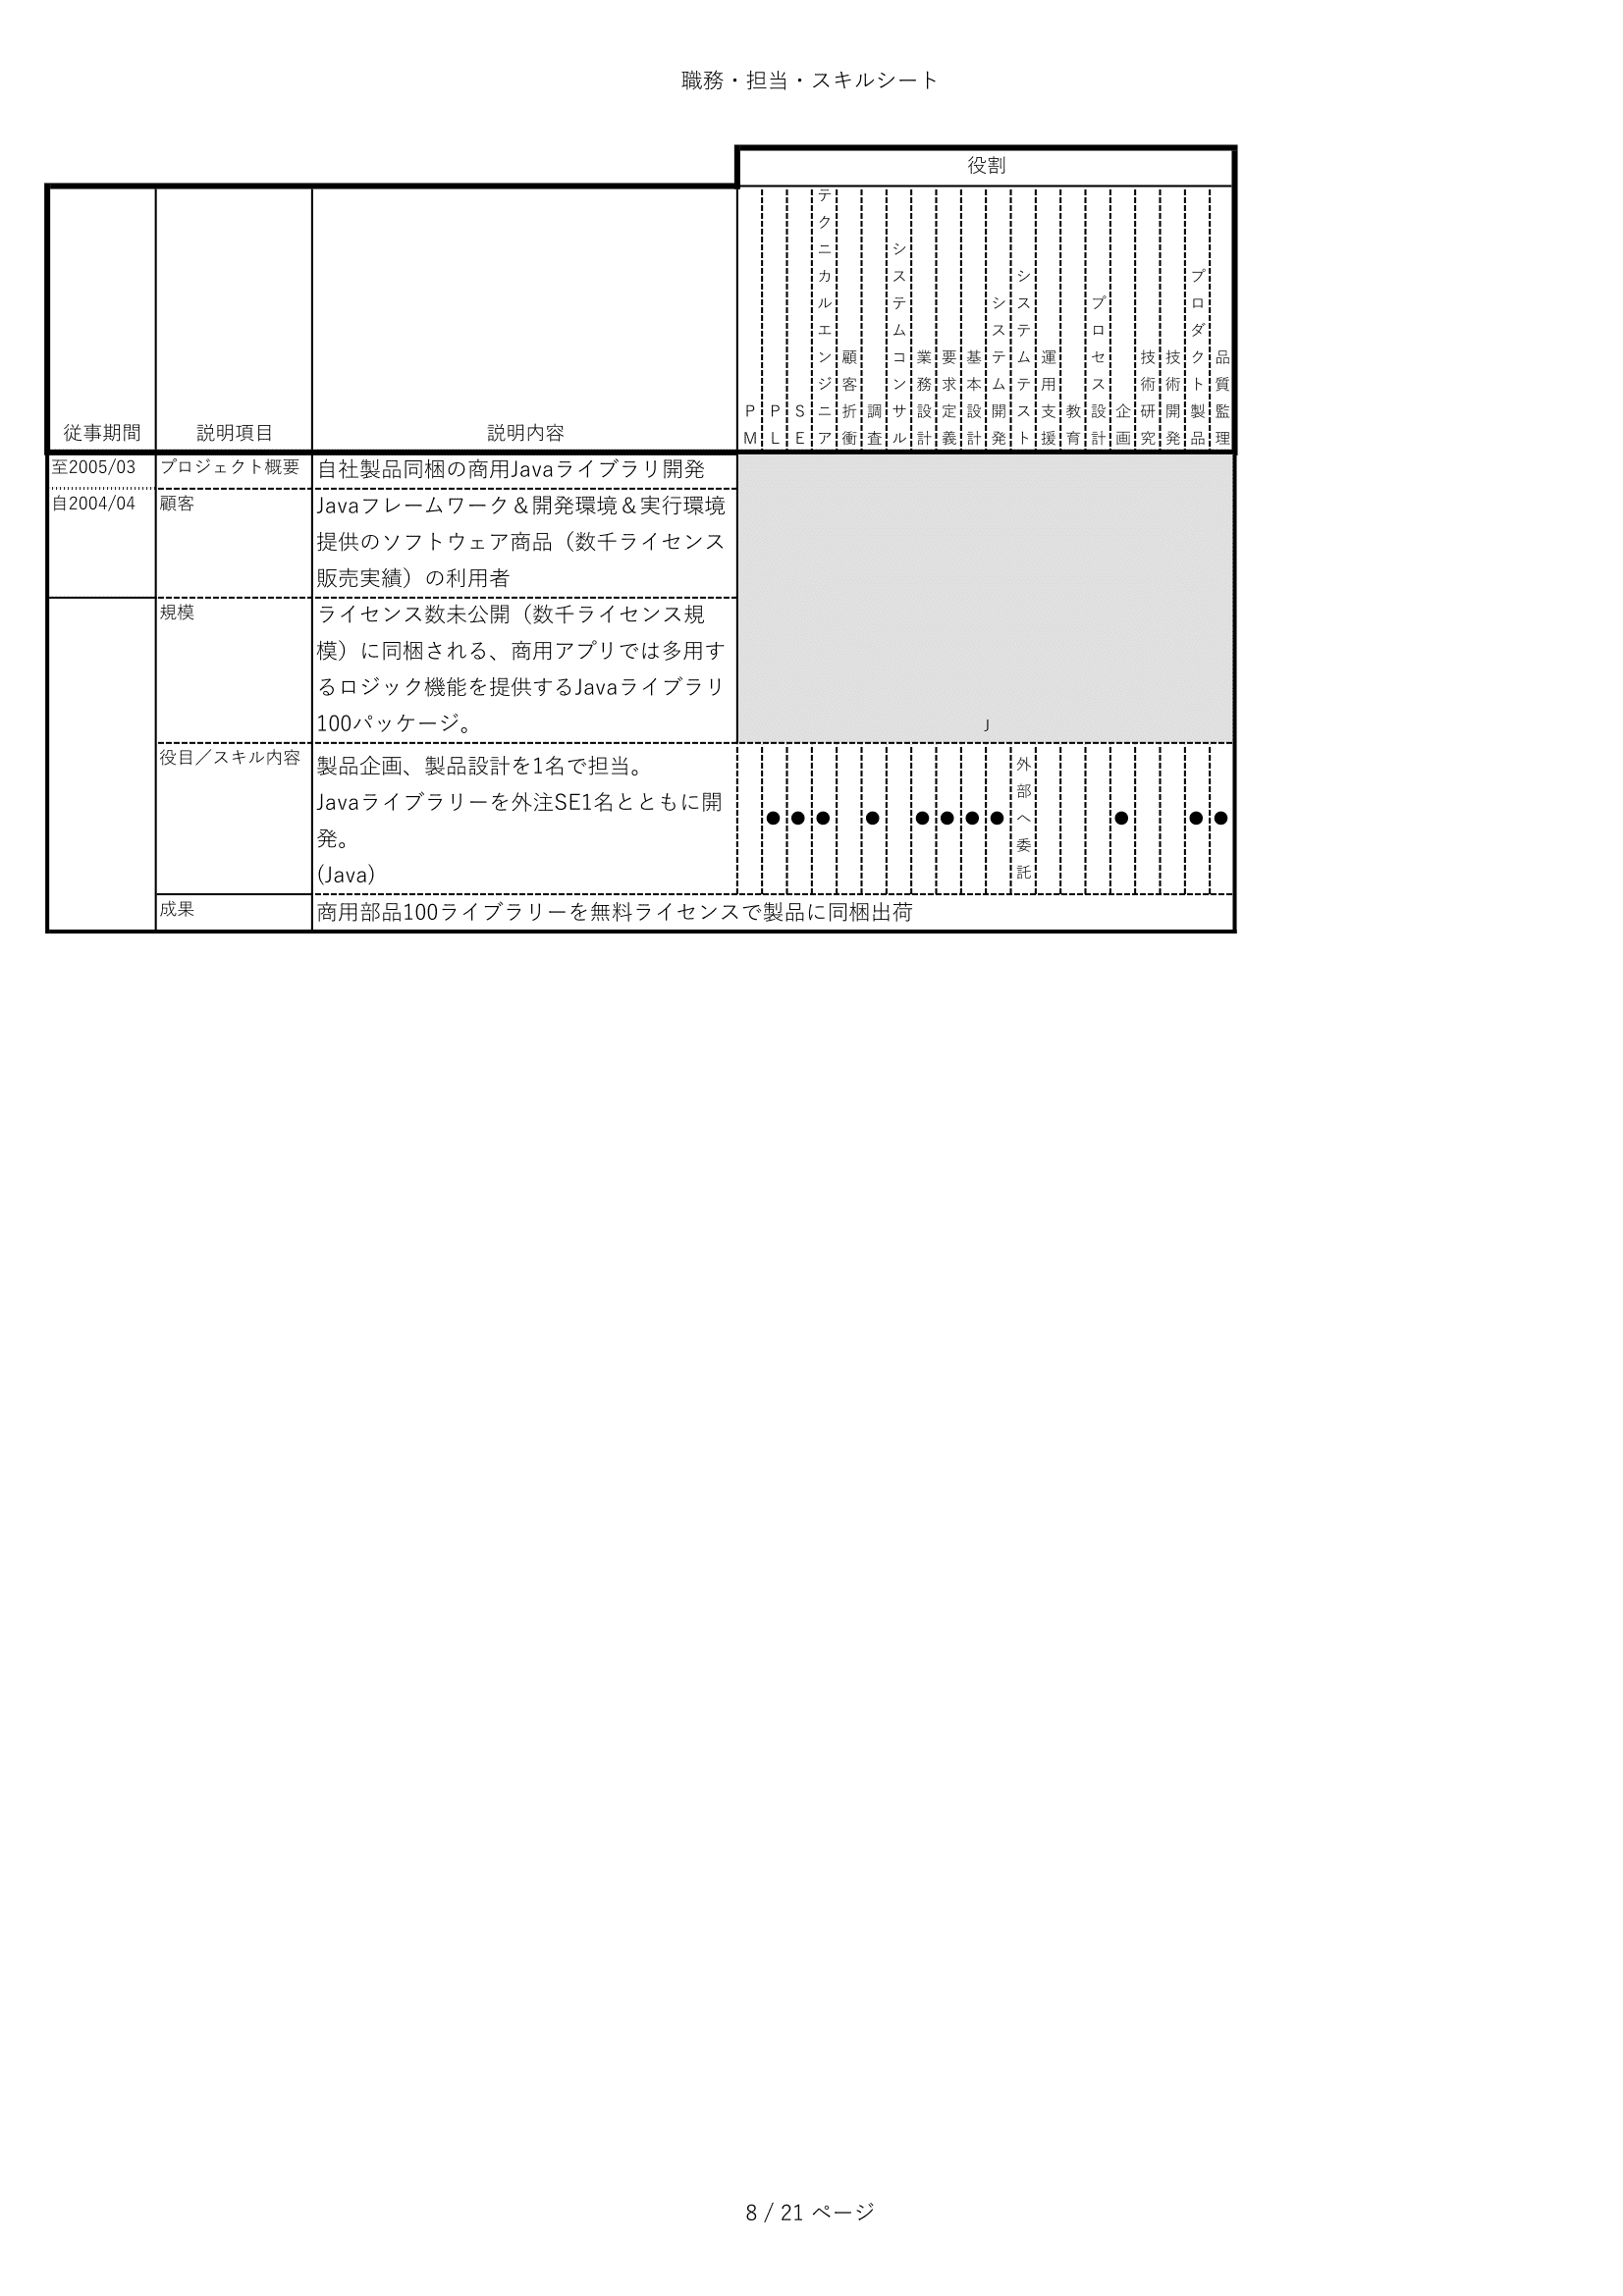 職務・担当・スキルシート
役割
従事期間
説明項目
説明内容
PM
PL
SE
テクニカルエンジニア
顧客折衝
調査
システムコンサル
業務設計
要求定義
基本設計
システム開発
システムテスト
運用支援
教育
プロセス設計
企画
技術研究
技術開発
プロダクト製品
品質監理
至2005/03
プロジェクト概要
自社製品同梱の商用Javaライブラリ開発
自2004/04
顧客
Javaフレームワーク＆開発環境＆実行環境
提供のソフトウェア商品（数千ライセンス
販売実績）の利用者
規模
ライセンス数未公開（数千ライセンス規
模）に同梱される、商用アプリでは多用す
るロジック機能を提供するJavaライブラリ
100パッケージ。
J
役目／スキル内容
製品企画、製品設計を1名で担当。
Javaライブラリーを外注SE1名とともに開
発。
(Java)
● ● ● ● ● ● ● ● 外部へ委託 ● ● ●
成果
商用部品100ライブラリーを無料ライセンスで製品に同梱出荷
8 / 21 ページ